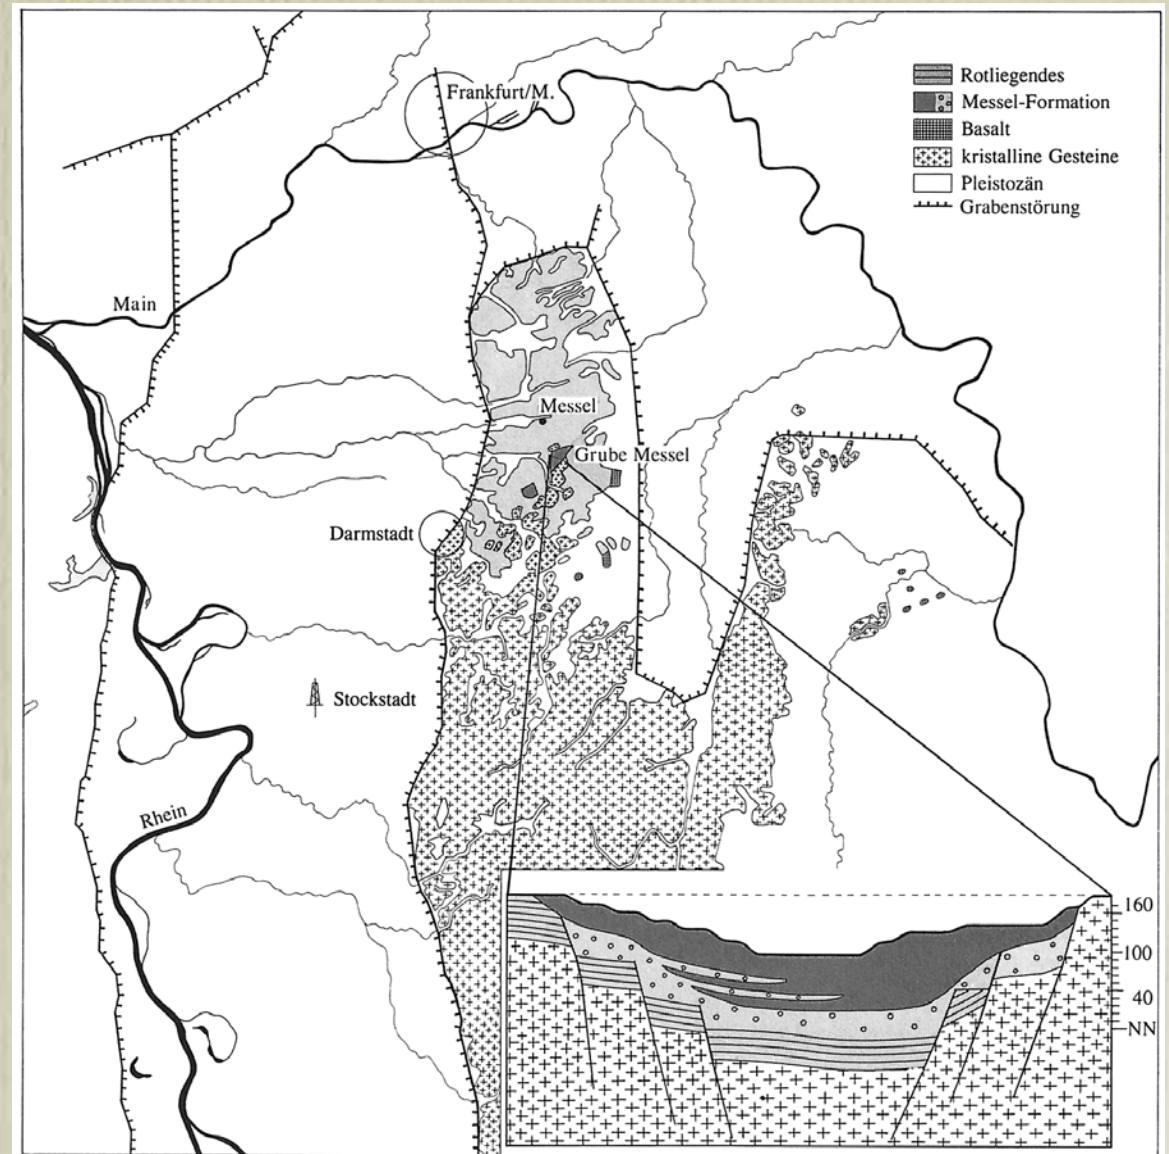 Frankfurt/M.
Rotliegendes
Messel-Formation
Basalt
kristalline Gesteine
Pleistozän
Grabenstörung
Main
Messel
Grube Messel
Darmstadt
Stockstadt
Rhein
160
100
40
NN